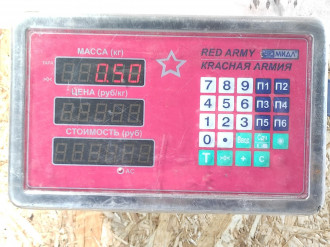 МАССА (кг)
RED ARMY МИДЛ
КРАСНАЯ АРМИЯ
0.50
ЦЕНА (руб/кг)
СТОИМОСТЬ (руб)
AC
7 8 9 П1 П2
4 5 6 П3 П4
1 2 3 П5 П6
0 •
T + C